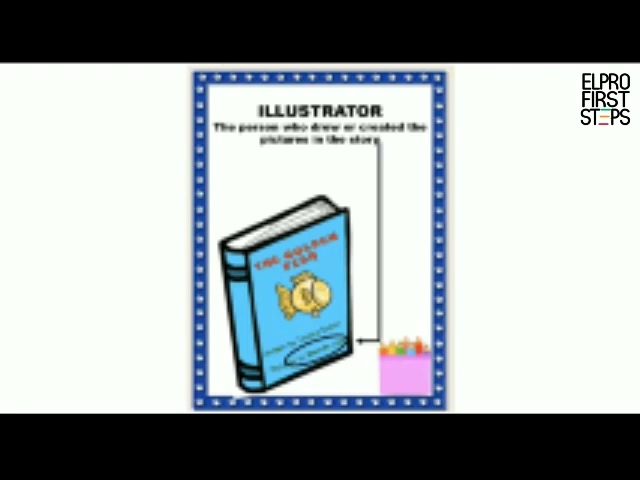 ELPRO
FIRST
STEPS
ILLUSTRATOR
The person who drew or created the
pictures in the story
THE GOLDEN
FISH